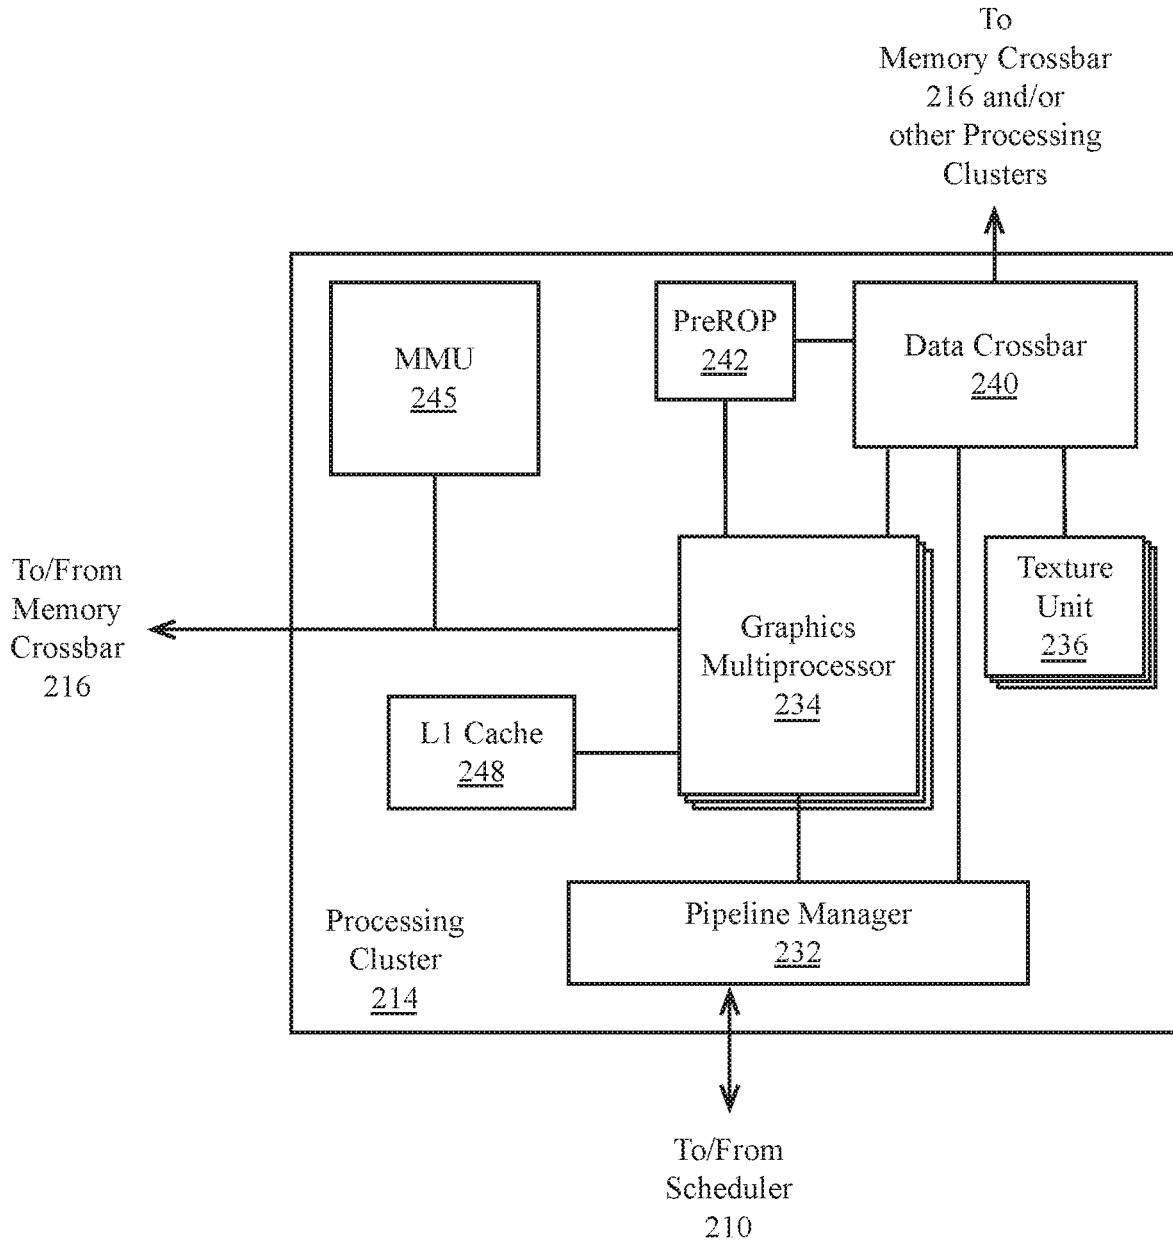 To
Memory Crossbar
216 and/or
other Processing
Clusters
MMU
245
PreROP
242
Data Crossbar
240
To/From
Memory
Crossbar
216
Graphics
Multiprocessor
234
Texture
Unit
236
L1 Cache
248
Pipeline Manager
232
Processing
Cluster
214
To/From
Scheduler
210